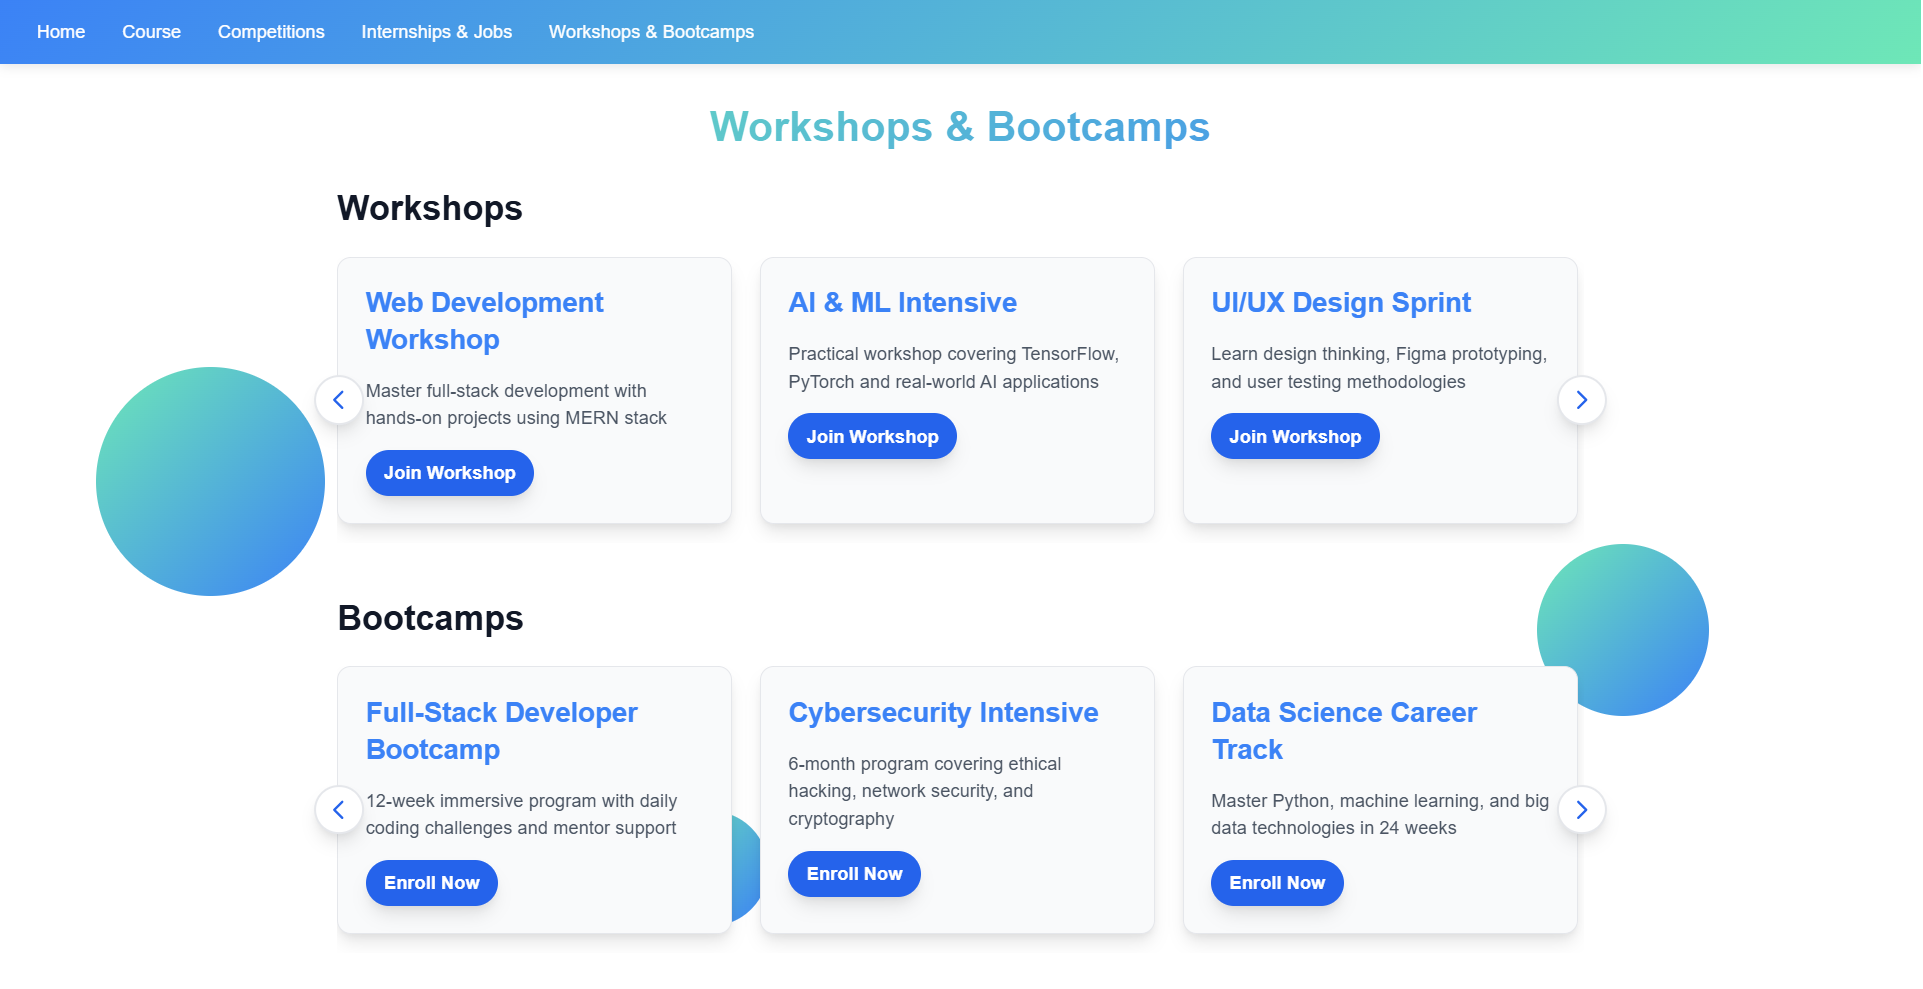 Home Course Competitions Internships & Jobs Workshops & Bootcamps
Workshops & Bootcamps
Workshops
Web Development
Workshop
Master full-stack development with
hands-on projects using MERN stack
Join Workshop
AI & ML Intensive
Practical workshop covering TensorFlow,
PyTorch and real-world AI applications
Join Workshop
UI/UX Design Sprint
Learn design thinking, Figma prototyping,
and user testing methodologies
Join Workshop
Bootcamps
Full-Stack Developer
Bootcamp
12-week immersive program with daily
coding challenges and mentor support
Enroll Now
Cybersecurity Intensive
6-month program covering ethical
hacking, network security, and
cryptography
Enroll Now
Data Science Career
Track
Master Python, machine learning, and big
data technologies in 24 weeks
Enroll Now